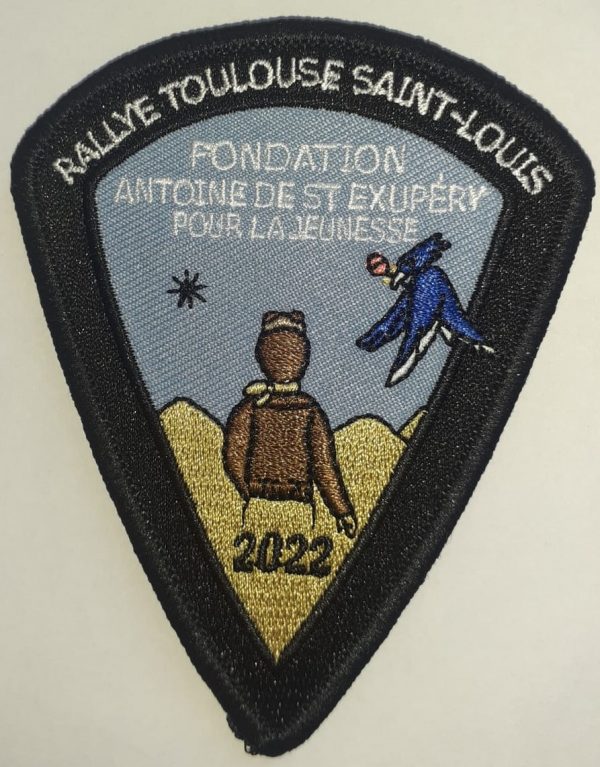 RALLYE TOULOUSE SAINT-LOUIS
FONDATION
ANTOINE DE ST EXUPÉRY
POUR LA JEUNESSE
2022